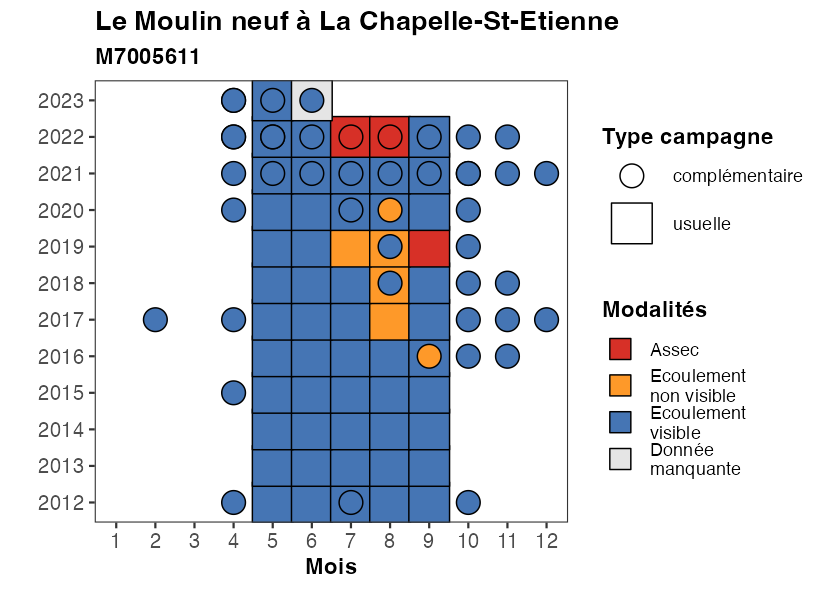 Le Moulin neuf à La Chapelle-St-Etienne
M7005611
2023
2022
2021
2020
2019
2018
2017
2016
2015
2014
2013
2012
1 2 3 4 5 6 7 8 9 10 11 12
Mois
Type campagne
complémentaire
usuelle
Modalités
Assec
Ecoulement
non visible
Ecoulement
visible
Donnée
manquante